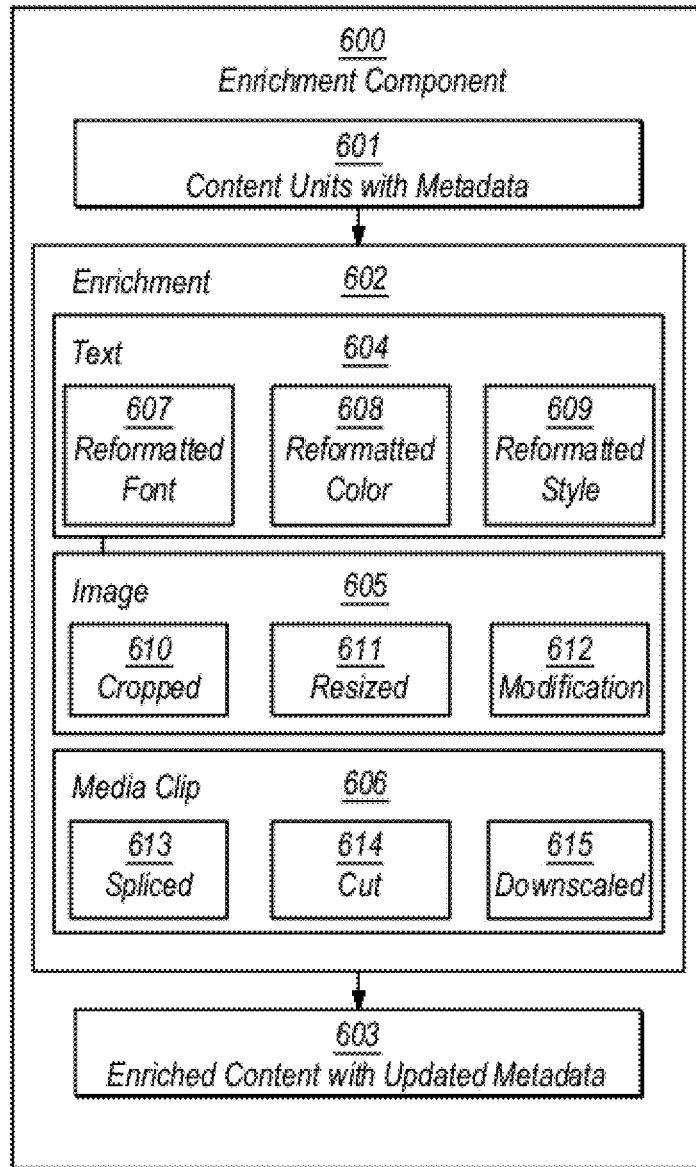 600
Enrichment Component
601
Content Units with Metadata
Enrichment 602
Text 604
607 608 609
Reformatted Reformatted Reformatted
Font Color Style
Image 605
610 611 612
Cropped Resized Modification
Media Clip 606
613 614 615
Spliced Cut Downscaled
603
Enriched Content with Updated Metadata